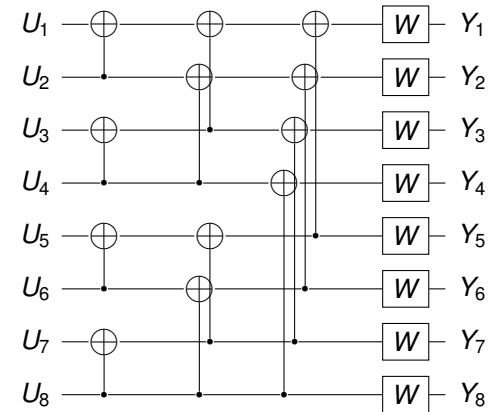 U1 W Y1
U2 W Y2
U3 W Y3
U4 W Y4
U5 W Y5
U6 W Y6
U7 W Y7
U8 W Y8